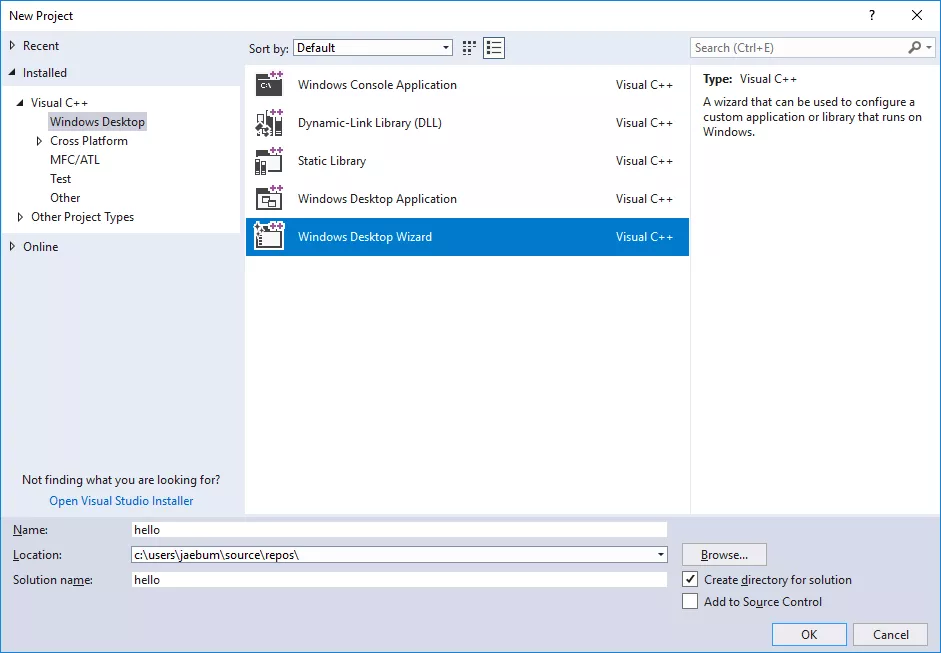 New Project
?
Recent
Installed
Visual C++
Windows Desktop
Cross Platform
MFC/ATL
Test
Other
Other Project Types
Online
Not finding what you are looking for?
Open Visual Studio Installer
Sort by: Default
Windows Console Application Visual C++
Dynamic-Link Library (DLL) Visual C++
Static Library Visual C++
Windows Desktop Application Visual C++
Windows Desktop Wizard Visual C++
Search (Ctrl+E)
Type: Visual C++
A wizard that can be used to configure a
custom application or library that runs on
Windows.
Name: hello
Location: c:\users\jaebum\source\repos\
Browse...
Solution name: hello
Create directory for solution
Add to Source Control
OK Cancel